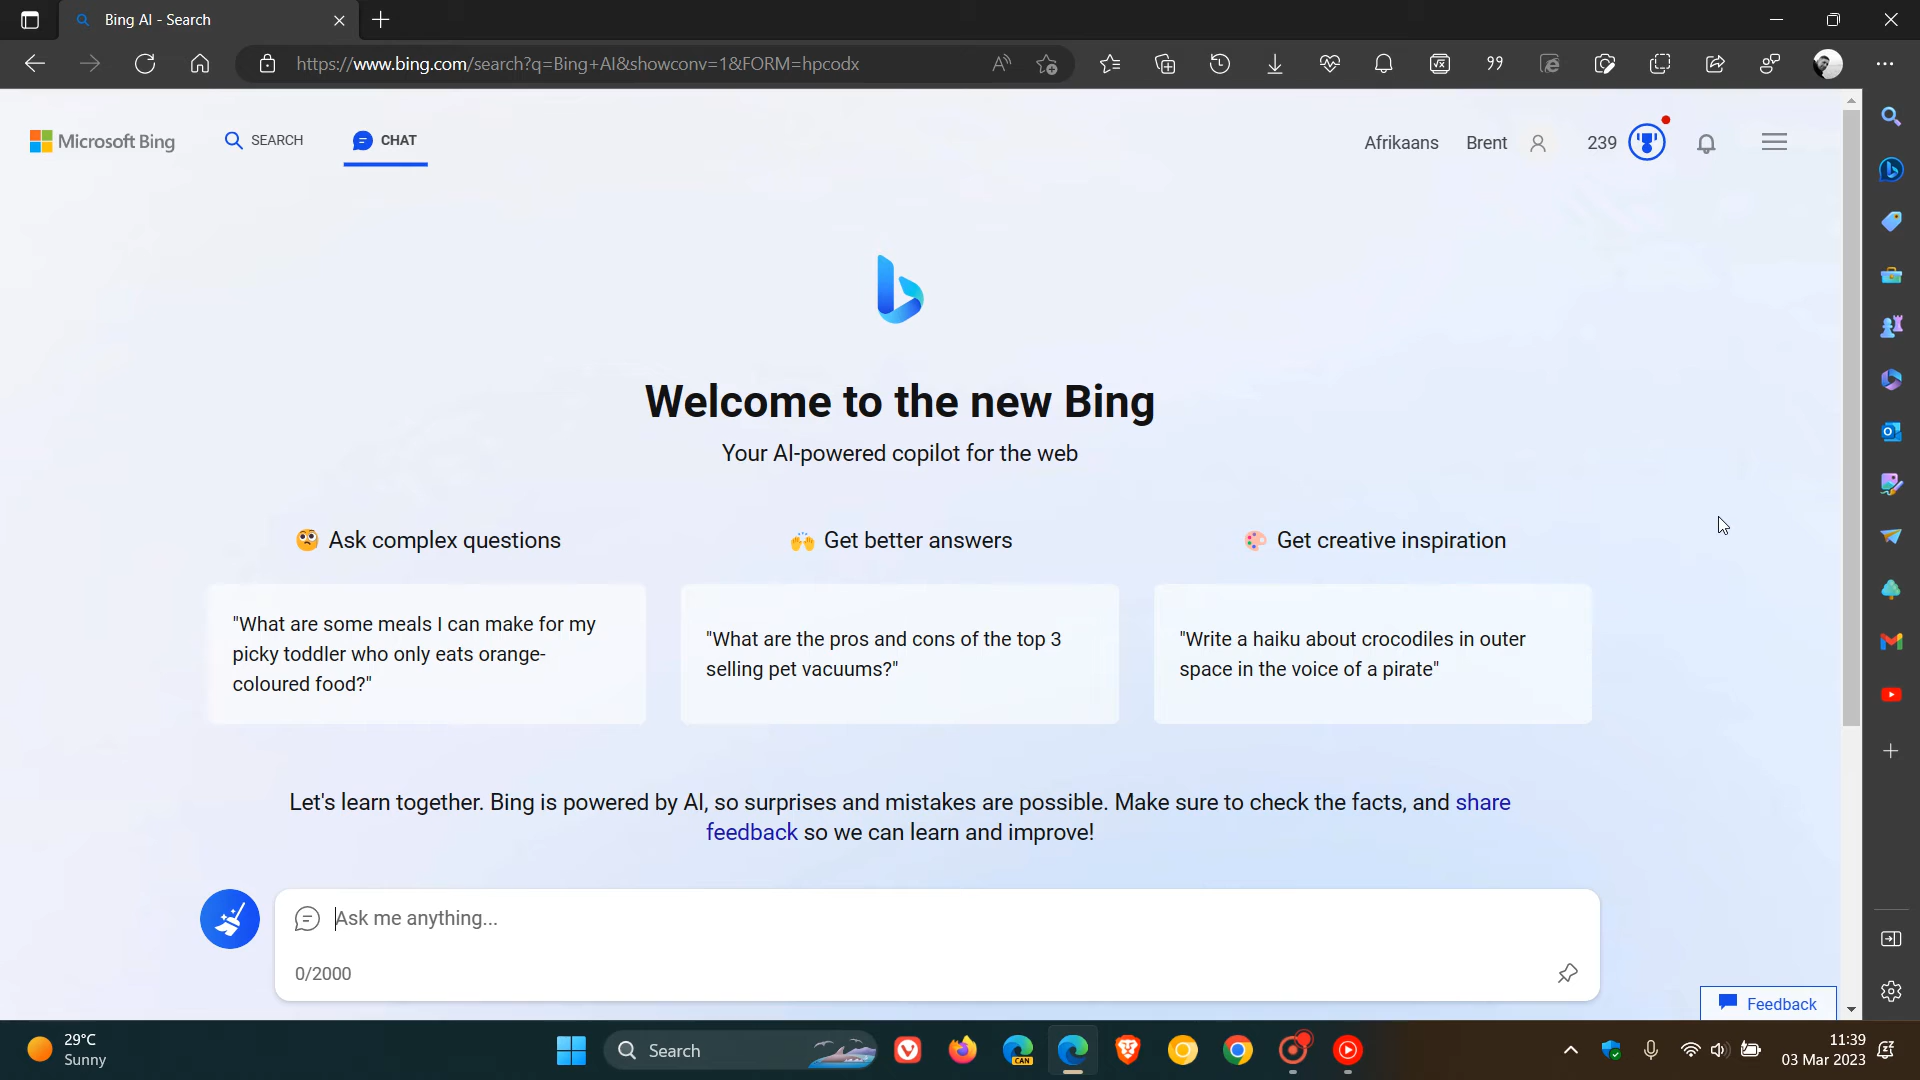 Bing AI - Search
https://www.bing.com/search?q=Bing+AI&showconv=1&FORM=hpcodx
Microsoft Bing
SEARCH
CHAT
Afrikaans
Brent
239
Welcome to the new Bing
Your AI-powered copilot for the web
Ask complex questions
Get better answers
Get creative inspiration
"What are some meals I can make for my
picky toddler who only eats orange-
coloured food?"
"What are the pros and cons of the top 3
selling pet vacuums?"
"Write a haiku about crocodiles in outer
space in the voice of a pirate"
Let's learn together. Bing is powered by AI, so surprises and mistakes are possible. Make sure to check the facts, and share
feedback so we can learn and improve!
Ask me anything...
0/2000
Feedback
29°C
Sunny
Search
CAN
11:39
03 Mar 2023